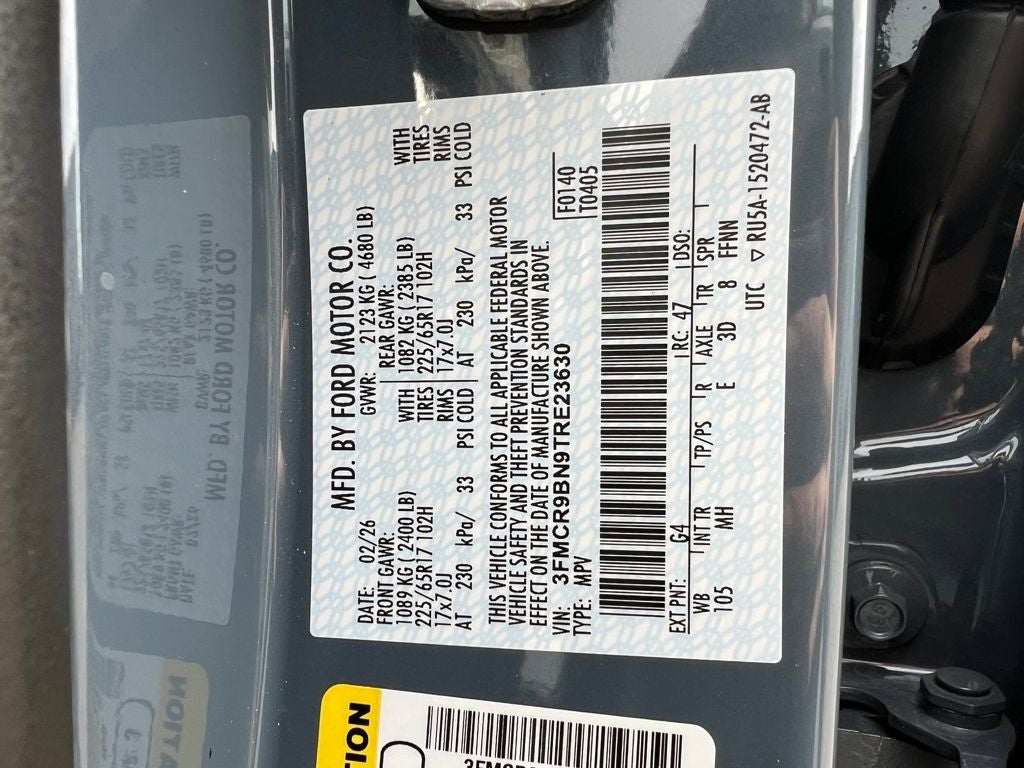 MFD. BY FORD MOTOR CO.
DATE: 02/26 GVWR: 2123 KG ( 4680 LB)
FRONT GAWR: REAR GAWR:
1089 KG ( 2400 LB) WITH 1082 KG ( 2385 LB) WITH
225/65R17 102H TIRES 225/65R17 102H TIRES
17x7.0J RIMS 17x7.0J RIMS
AT 230 kPa/ 33 PSI COLD AT 230 kPa/ 33 PSI COLD
THIS VEHICLE CONFORMS TO ALL APPLICABLE FEDERAL MOTOR
VEHICLE SAFETY AND THEFT PREVENTION STANDARDS IN
EFFECT ON THE DATE OF MANUFACTURE SHOWN ABOVE.
VIN: 3FMCR9BN9TRE23630 F0140
TYPE: MPV T0405
EXT PNT: G4 RC: 47 DSO:
WB INT TR TP/PS R AXLE TR SPR
105 MH E 3D 8 FFNN
UTC ▽ RU5A-1520472-AB